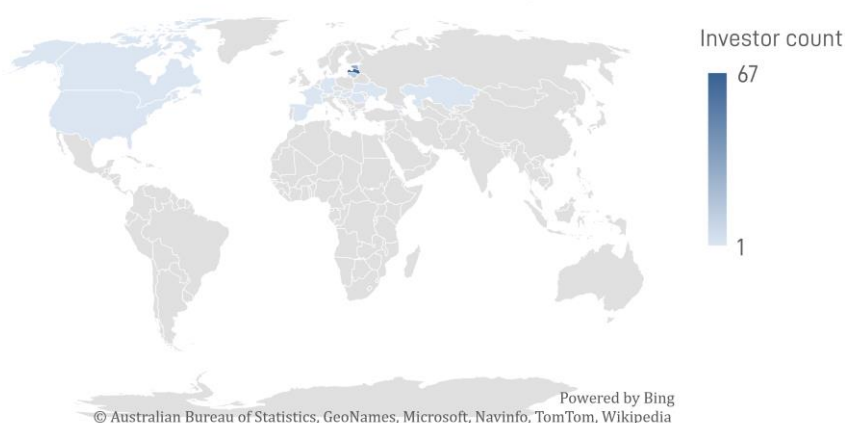 Investor count
67
1
Powered by Bing
© Australian Bureau of Statistics, GeoNames, Microsoft, Navinfo, TomTom, Wikipedia